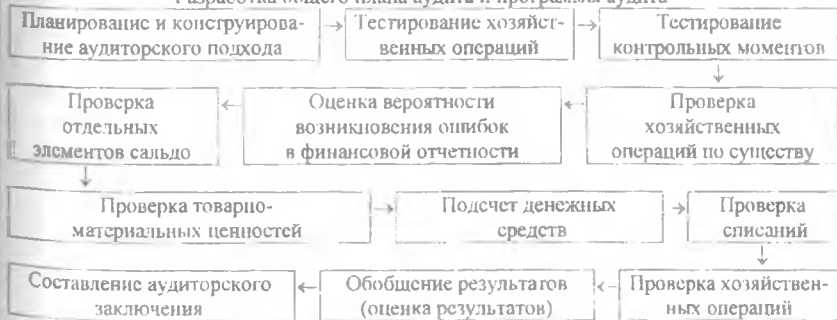 Разработка общего плана аудита и программы аудита
Планирование и конструирова-
ние аудиторского подхода
Тестирование хозяйст-
венных операций
Тестирование
контрольных моментов
Проверка
отдельных
элементов сальдо
Оценка вероятности
возникновения ошибок
в финансовой отчетности
Проверка
хозяйственных
операций по существу
Проверка товарно-
материальных ценностей
Подсчет денежных
средств
Проверка
списаний
Составление аудиторского
заключения
Обобщение результатов
(оценка результатов)
Проверка хозяйствен-
ных операций